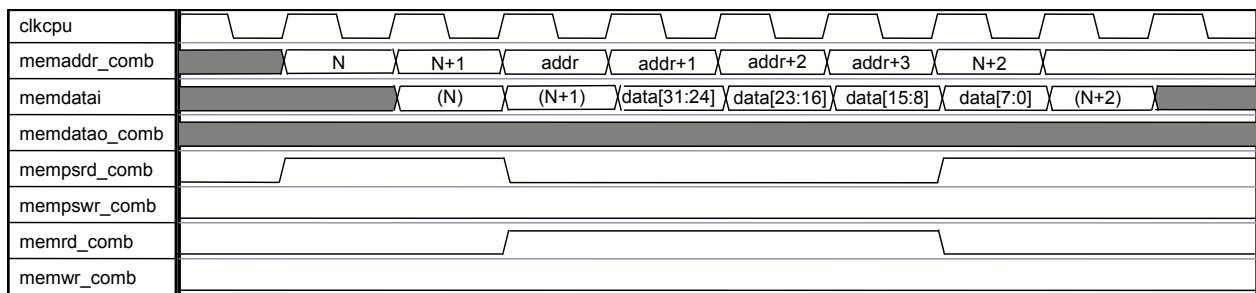 clkcpu
memaddr_comb N N+1 addr addr+1 addr+2 addr+3 N+2
memdatai (N) (N+1) data[31:24] data[23:16] data[15:8] data[7:0] (N+2)
memdatao_comb
mempsrd_comb
mempswr_comb
memrd_comb
memwr_comb